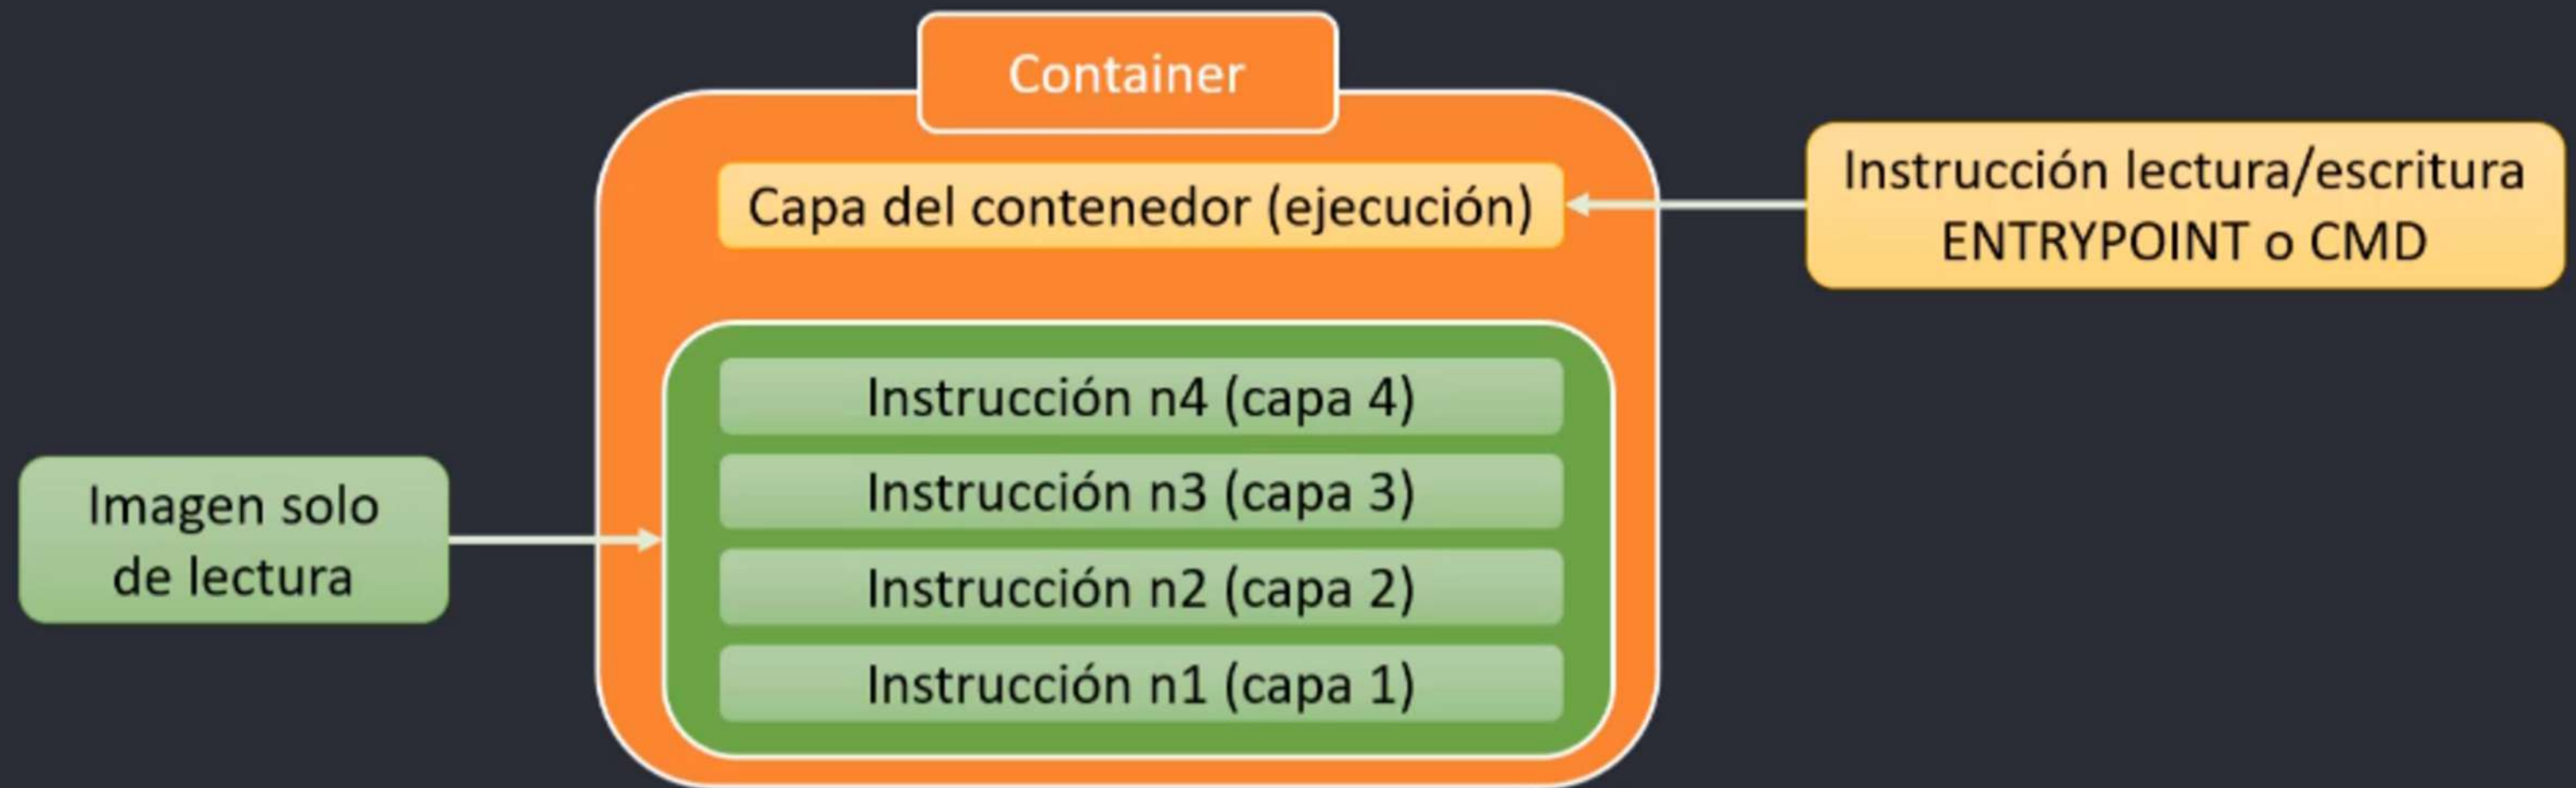 Container
Capa del contenedor (ejecución)
Instrucción lectura/escritura
ENTRYPOINT o CMD
Instrucción n4 (capa 4)
Instrucción n3 (capa 3)
Instrucción n2 (capa 2)
Instrucción n1 (capa 1)
Imagen solo
de lectura